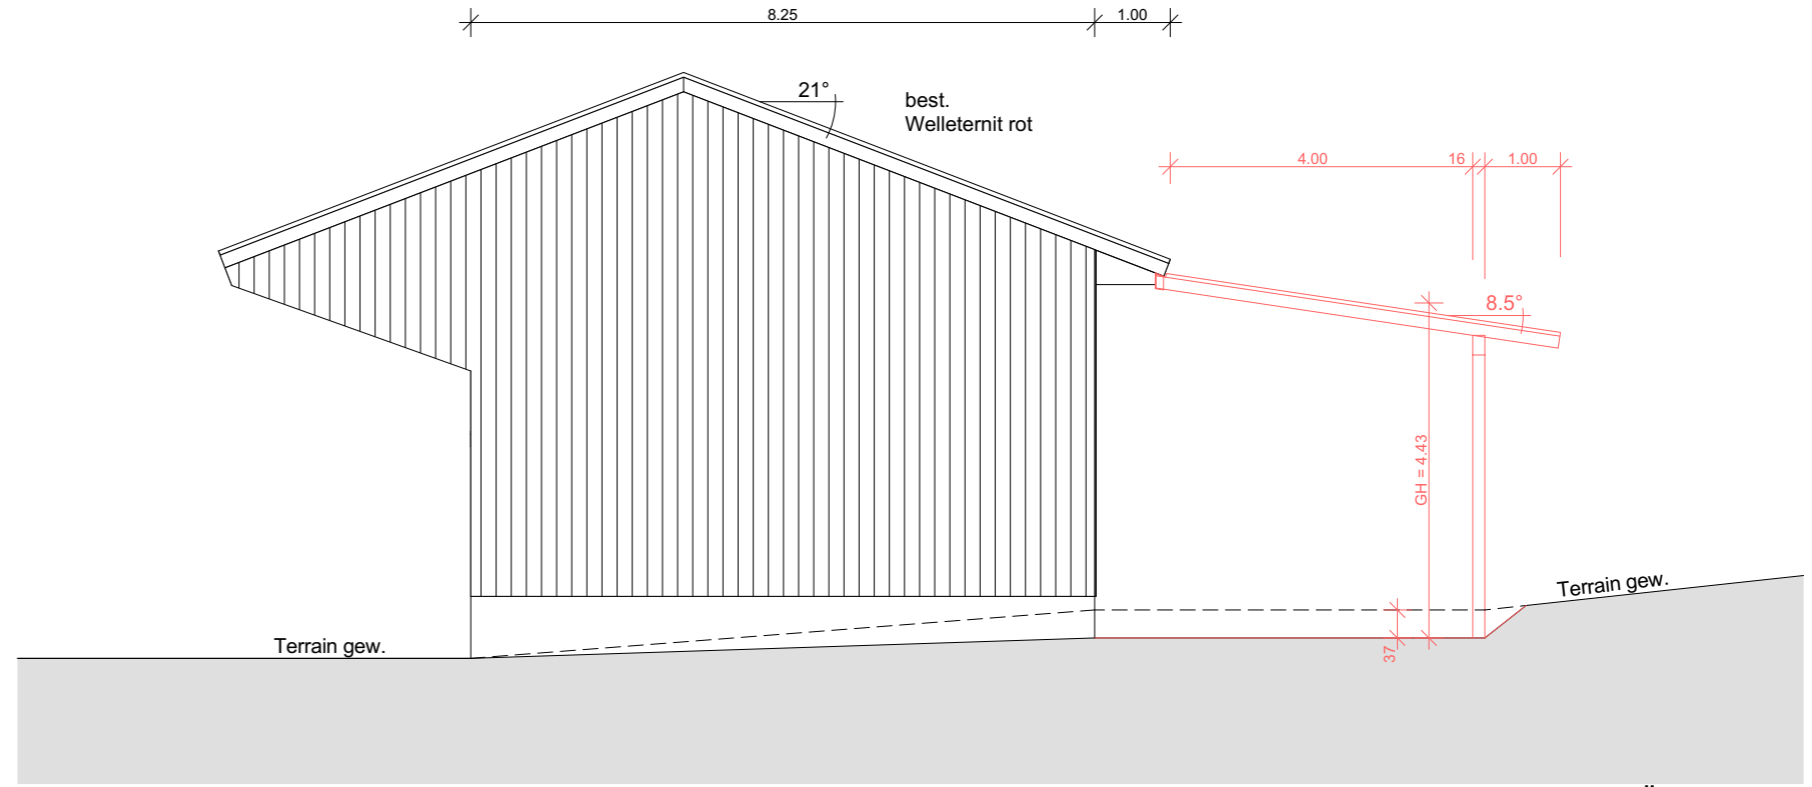 8.25
1.00
21°
best.
Welleternit rot
4.00
16
1.00
8.5°
GH = 4.43
Terrain gew.
Terrain gew.
37